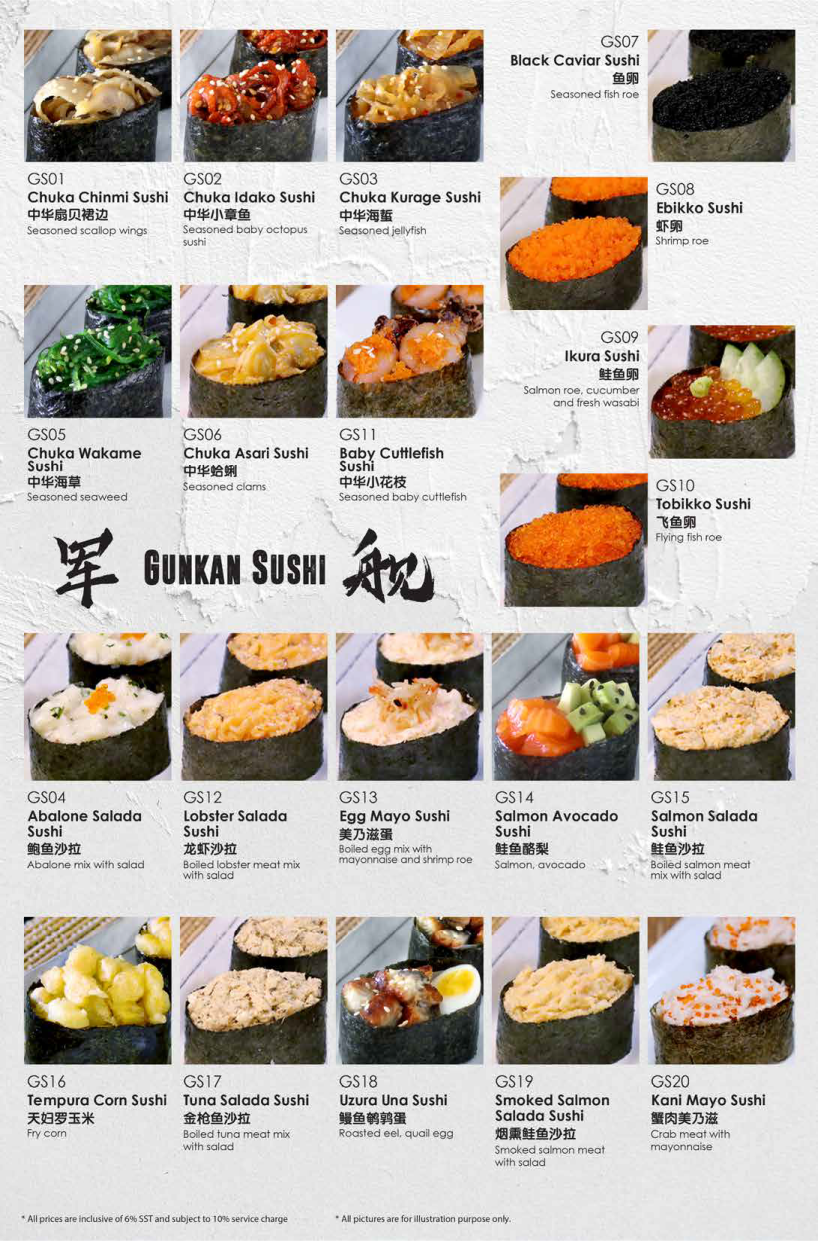 GS01
Chuka Chinmi Sushi
中华扇贝裙边
Seasoned scallop wings
GS02
Chuka Idako Sushi
中华小章鱼
Seasoned baby octopus
sushi
GS03
Chuka Kurage Sushi
中华海蜇
Seasoned jellyfish
GS07
Black Caviar Sushi
鱼卵
Seasoned fish roe
GS08
Ebikko Sushi
虾卵
Shrimp roe
GS05
Chuka Wakame
Sushi
中华海草
Seasoned seaweed
GS06
Chuka Asari Sushi
中华蛤蜊
Seasoned clams
GS11
Baby Cuttlefish
Sushi
中华小花枝
Seasoned baby cuttlefish
GS09
Ikura Sushi
鲑鱼卵
Salmon roe, cucumber
and fresh wasabi
GS10
Tobikko Sushi
飞鱼卵
Flying fish roe
军 GUNKAN SUSHI 舰
GS04
Abalone Salada
Sushi
鲍鱼沙拉
Abalone mix with salad
GS12
Lobster Salada
Sushi
龙虾沙拉
Boiled lobster meat mix
with salad
GS13
Egg Mayo Sushi
美乃滋蛋
Boiled egg mix with
mayonnaise and shrimp roe
GS14
Salmon Avocado
Sushi
鲑鱼酪梨
Salmon, avocado
GS15
Salmon Salada
Sushi
鲑鱼沙拉
Boiled salmon meat
mix with salad
GS16
Tempura Corn Sushi
天妇罗玉米
Fry corn
GS17
Tuna Salada Sushi
金枪鱼沙拉
Boiled tuna meat mix
with salad
GS18
Uzura Una Sushi
鳗鱼鹌鹑蛋
Roasted eel, quail egg
GS19
Smoked Salmon
Salada Sushi
烟熏鲑鱼沙拉
Smoked salmon meat
with salad
GS20
Kani Mayo Sushi
蟹肉美乃滋
Crab meat with
mayonnaise
* All prices are inclusive of 6% SST and subject to 10% service charge
* All pictures are for illustration purpose only.